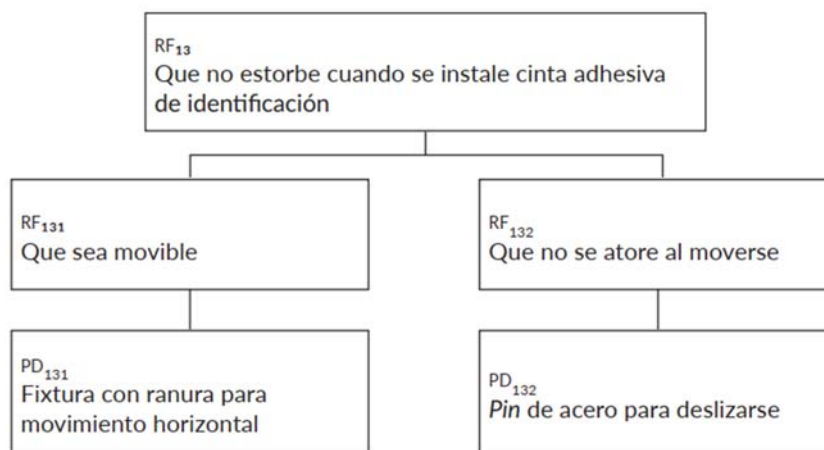 RF13
Que no estorbe cuando se instale cinta adhesiva
de identificación
RF131
Que sea movible
RF132
Que no se atore al moverse
PD131
Fixtura con ranura para
movimiento horizontal
PD132
Pin de acero para deslizarse